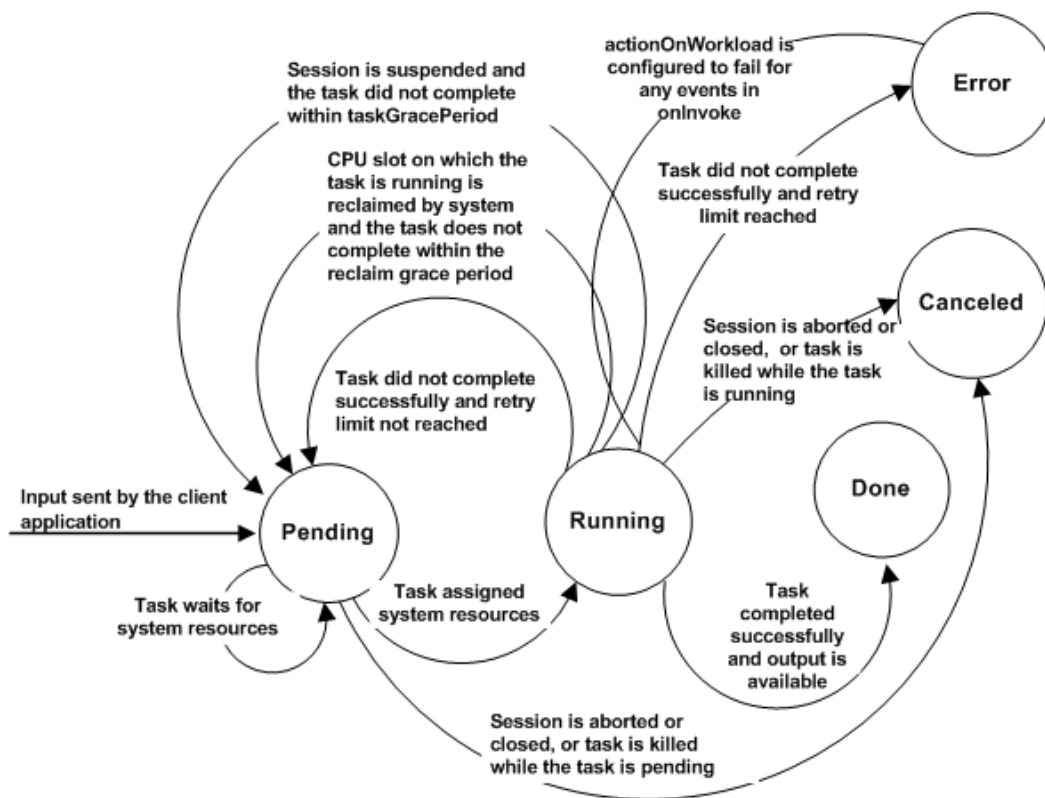 actionOnWorkload is
configured to fail for
any events in
onInvoke
Error
Session is suspended and
the task did not complete
within taskGracePeriod
CPU slot on which the
task is running is
reclaimed by system
and the task does not
complete within the
reclaim grace period
Task did not complete
successfully and retry
limit reached
Canceled
Session is aborted or
closed, or task is
killed while the task
is running
Task did not complete
successfully and retry
limit not reached
Done
Input sent by the client
application
Pending
Running
Task waits for
system resources
Task assigned
system resources
Task
completed
successfully
and output is
available
Session is aborted or
closed, or task is killed
while the task is pending